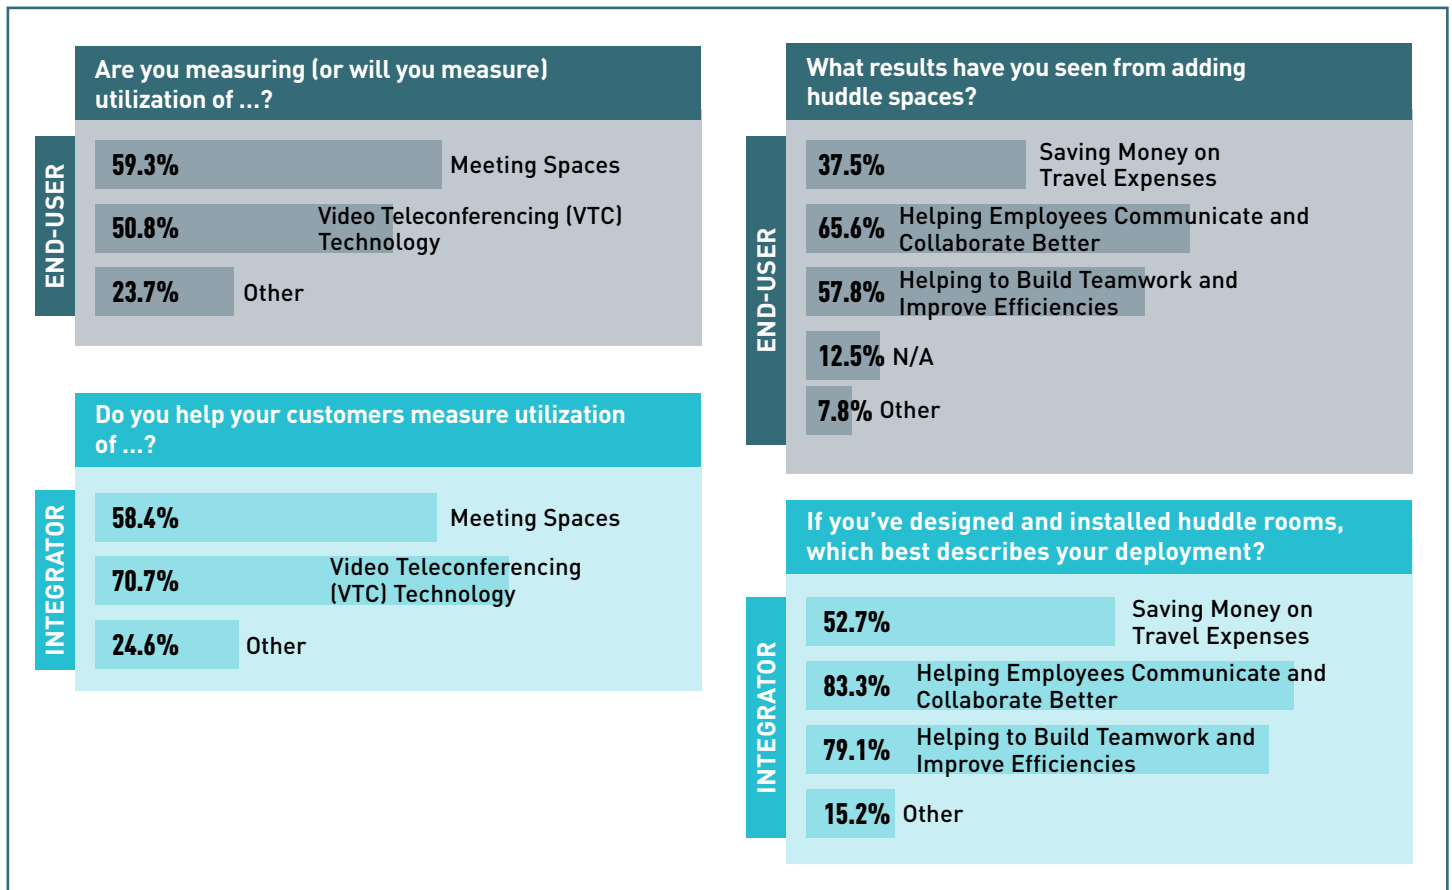 Are you measuring (or will you measure)
utilization of ...?
END-USER
59.3%
Meeting Spaces
50.8%
Video Teleconferencing (VTC)
Technology
23.7%
Other
Do you help your customers measure utilization
of ...?
INTEGRATOR
58.4%
Meeting Spaces
70.7%
Video Teleconferencing
(VTC) Technology
24.6%
Other
What results have you seen from adding
huddle spaces?
END-USER
37.5%
Saving Money on
Travel Expenses
65.6%
Helping Employees Communicate and
Collaborate Better
57.8%
Helping to Build Teamwork and
Improve Efficiencies
12.5%
N/A
7.8%
Other
If you’ve designed and installed huddle rooms,
which best describes your deployment?
INTEGRATOR
52.7%
Saving Money on
Travel Expenses
83.3%
Helping Employees Communicate and
Collaborate Better
79.1%
Helping to Build Teamwork and
Improve Efficiencies
15.2%
Other